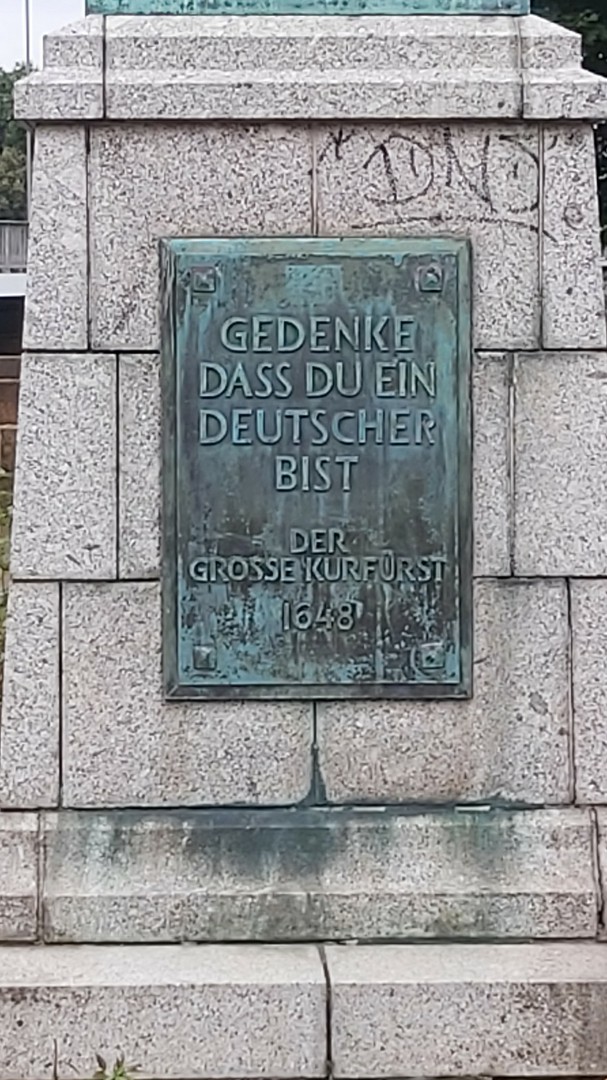 GEDENKE
DASS DU EIN
DEUTSCHER
BIST
DER
GROSSE KURFÜRST
1648